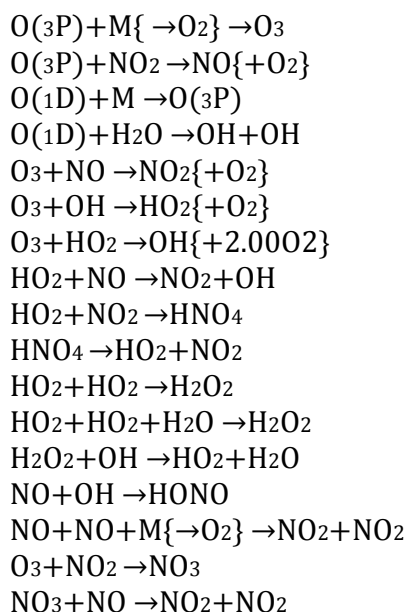 O(3P)+M{ →O2}→O3
O(3P)+NO2 →NO{+O2}
O(1D)+M →O(3P)
O(1D)+H2O →OH+OH
O3+NO →NO2{+O2}
O3+OH →HO2{+O2}
O3+HO2 →OH{+2.00O2}
HO2+NO →NO2+OH
HO2+NO2 →HNO4
HNO4 →HO2+NO2
HO2+HO2 →H2O2
HO2+HO2+H2O →H2O2
H2O2+OH →HO2+H2O
NO+OH →HONO
NO+NO+M{→O2} →NO2+NO2
O3+NO2 →NO3
NO3+NO →NO2+NO2